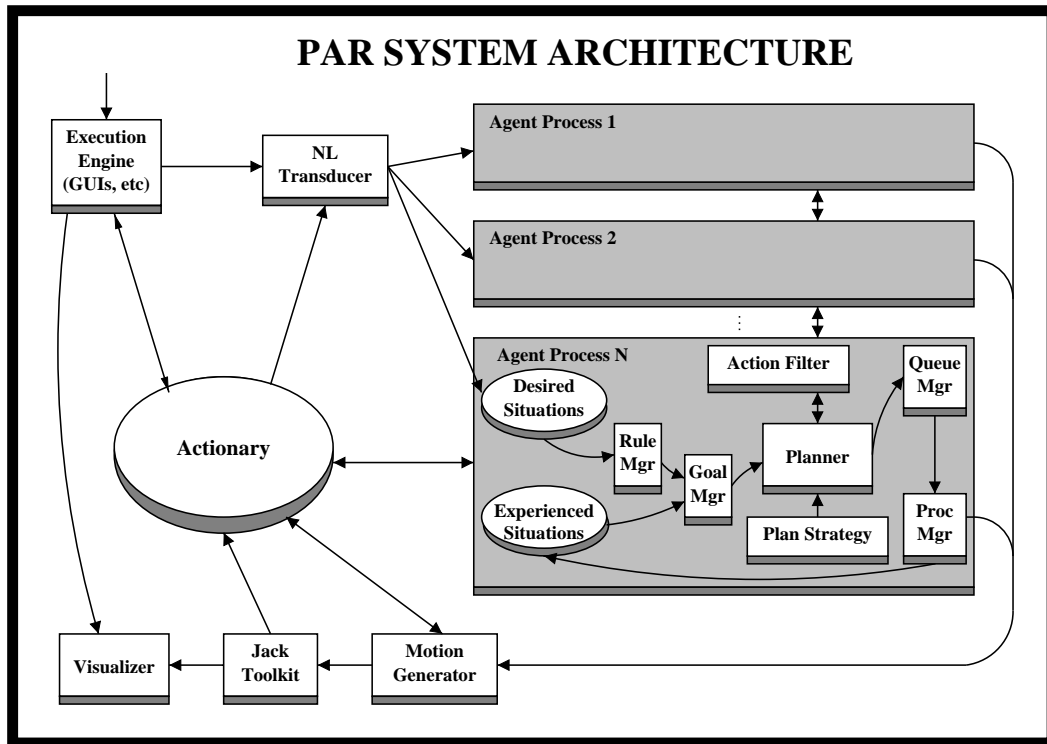 PAR SYSTEM ARCHITECTURE
Execution
Engine
(GUIs, etc)
NL
Transducer
Agent Process 1
Agent Process 2
Agent Process N
Desired
Situations
Action Filter
Queue
Mgr
Actionary
Rule
Mgr
Goal
Mgr
Planner
Experienced
Situations
Plan Strategy
Proc
Mgr
Visualizer
Jack
Toolkit
Motion
Generator